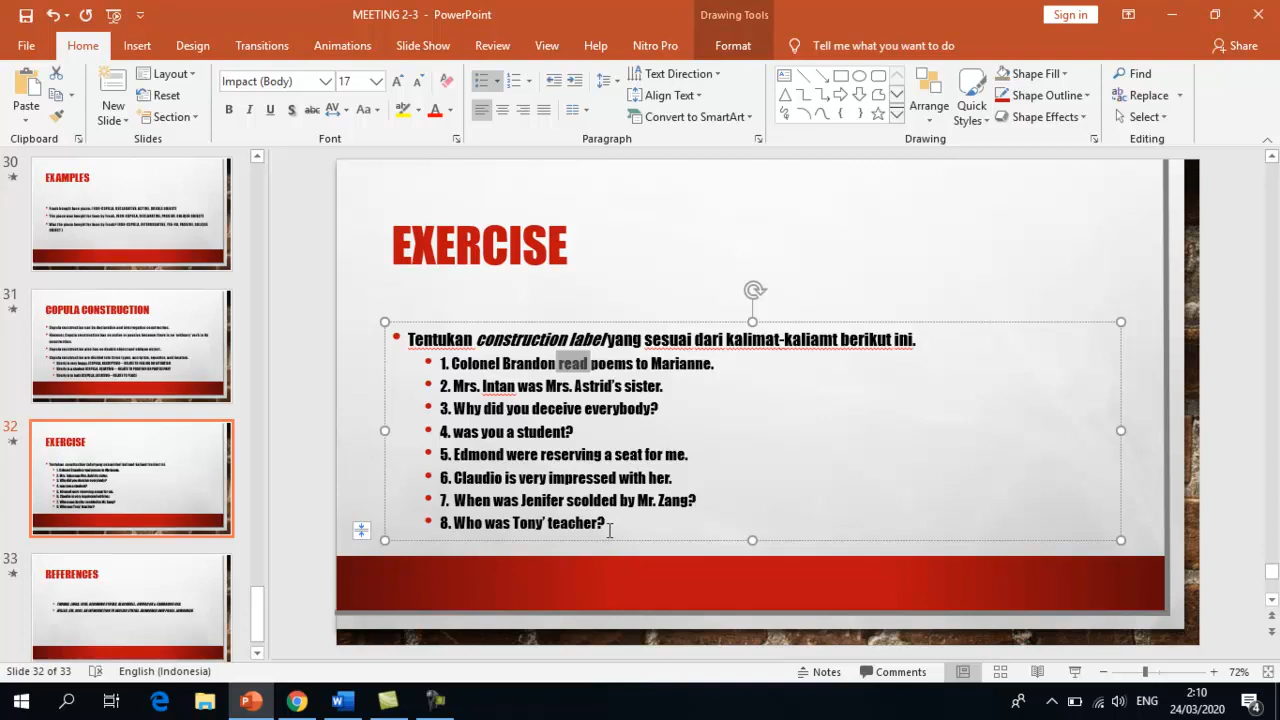 MEETING 2-3 - PowerPoint
Drawing Tools
Sign in
File Home Insert Design Transitions Animations Slide Show Review View Help Nitro Pro Format Tell me what you want to do Share
Paste
Clipboard
New Slide
Layout
Reset
Section
Slides
Impact (Body) 17
B I U S abc AV Aa A
Font
Text Direction
Align Text
Convert to SmartArt
Paragraph
Arrange
Quick Styles
Shape Fill
Shape Outline
Shape Effects
Drawing
Find
Replace
Select
Editing
30
EXAMPLES
31
COPULA CONSTRUCTION
32
EXERCISE
33
REFERENCES
EXERCISE
Tentukan construction label yang sesuai dari kalimat-kaliamt berikut ini.
1. Colonel Brandon read poems to Marianne.
2. Mrs. Intan was Mrs. Astrid's sister.
3. Why did you deceive everybody?
4. was you a student?
5. Edmond were reserving a seat for me.
6. Claudio is very impressed with her.
7. When was Jenifer scolded by Mr. Zang?
8. Who was Tony' teacher?
Slide 32 of 33 English (Indonesia) Notes Comments 72%
ENG
2:10
24/03/2020
4